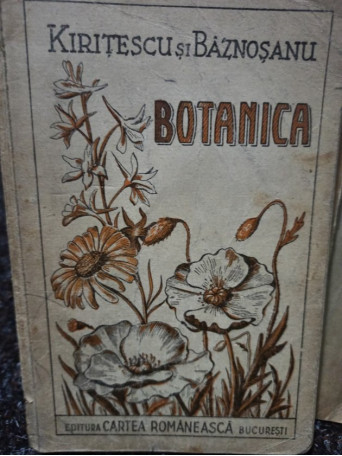 KIRIȚESCU ȘI BĂZNOȘANU
BOTANICA
EDITURA CARTEA ROMÂNEASCĂ BUCUREȘTI